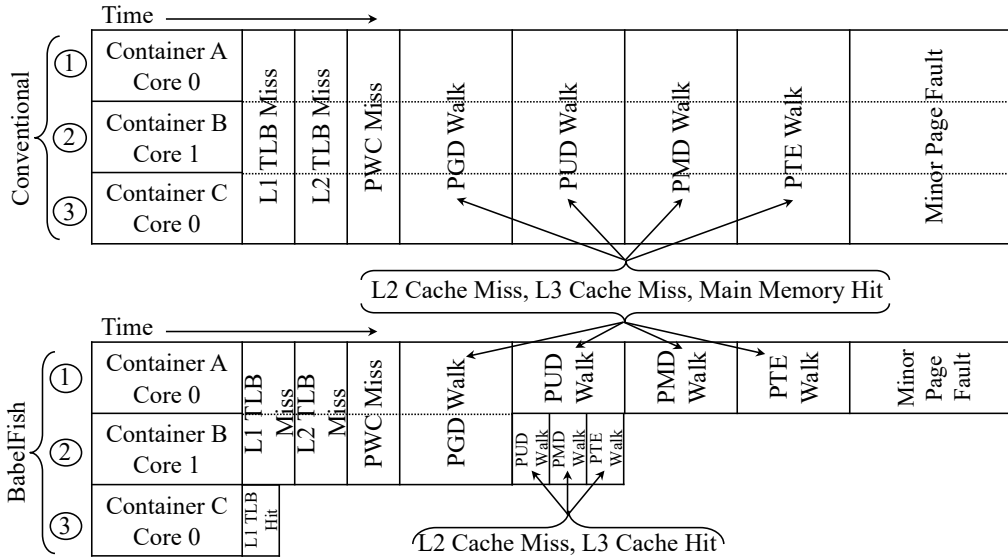 Time
Conventional
1
Container A
Core 0
2
Container B
Core 1
3
Container C
Core 0
L1 TLB Miss
L2 TLB Miss
PWC Miss
PGD Walk
PUD Walk
PMD Walk
PTE Walk
Minor Page Fault
L2 Cache Miss, L3 Cache Miss, Main Memory Hit
Time
BabelFish
1
Container A
Core 0
2
Container B
Core 1
3
Container C
Core 0
L1 TLB
Miss
L2 TLB
Miss
PWC Miss
PGD Walk
PUD
Walk
PMD
Walk
PTE
Walk
Minor
Page
Fault
PUD
Walk
PMD
Walk
PTE
Walk
L1 TLB
Hit
L2 Cache Miss, L3 Cache Hit